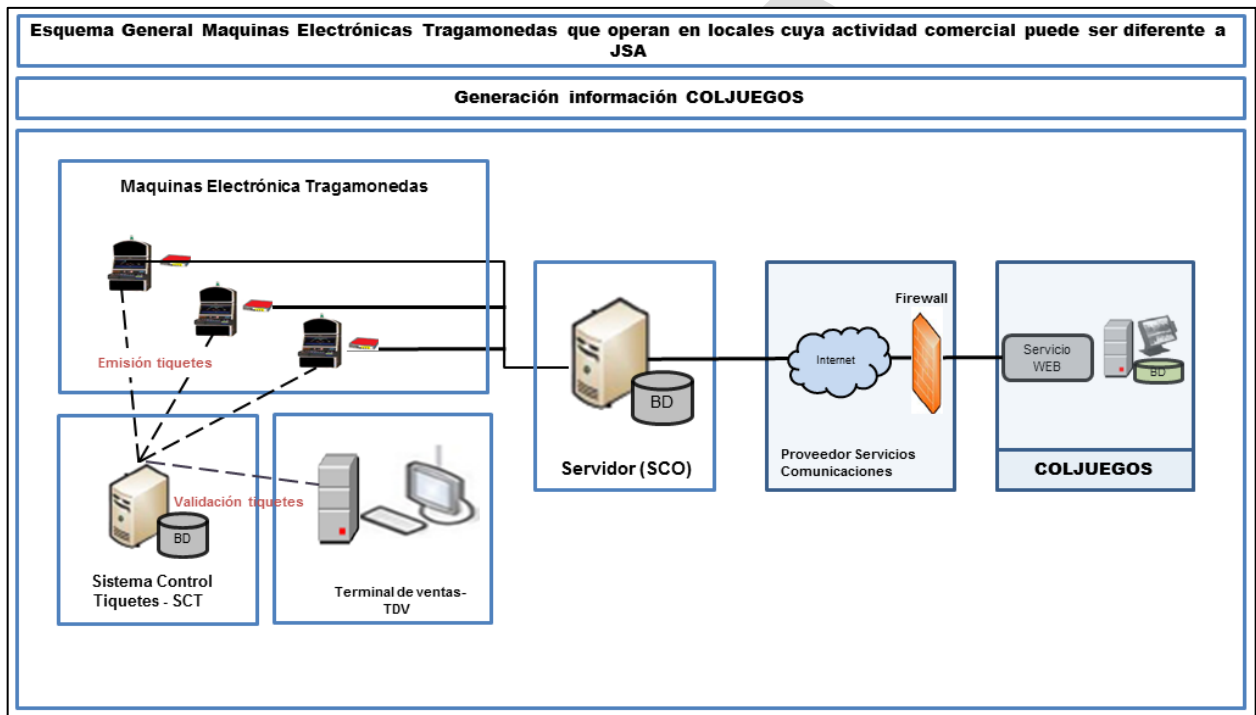 Esquema General Maquinas Electrónicas Tragamonedas que operan en locales cuya actividad comercial puede ser diferente a
JSA
Generación información COLJUEGOS
Maquinas Electrónica Tragamonedas
Emisión tiquetes
Validación tiquetes
BD
Sistema Control
Tiquetes - SCT
Terminal de ventas-
TDV
BD
Servidor (SCO)
Firewall
Internet
Proveedor Servicios
Comunicaciones
Servicio
WEB
BD
COLJUEGOS